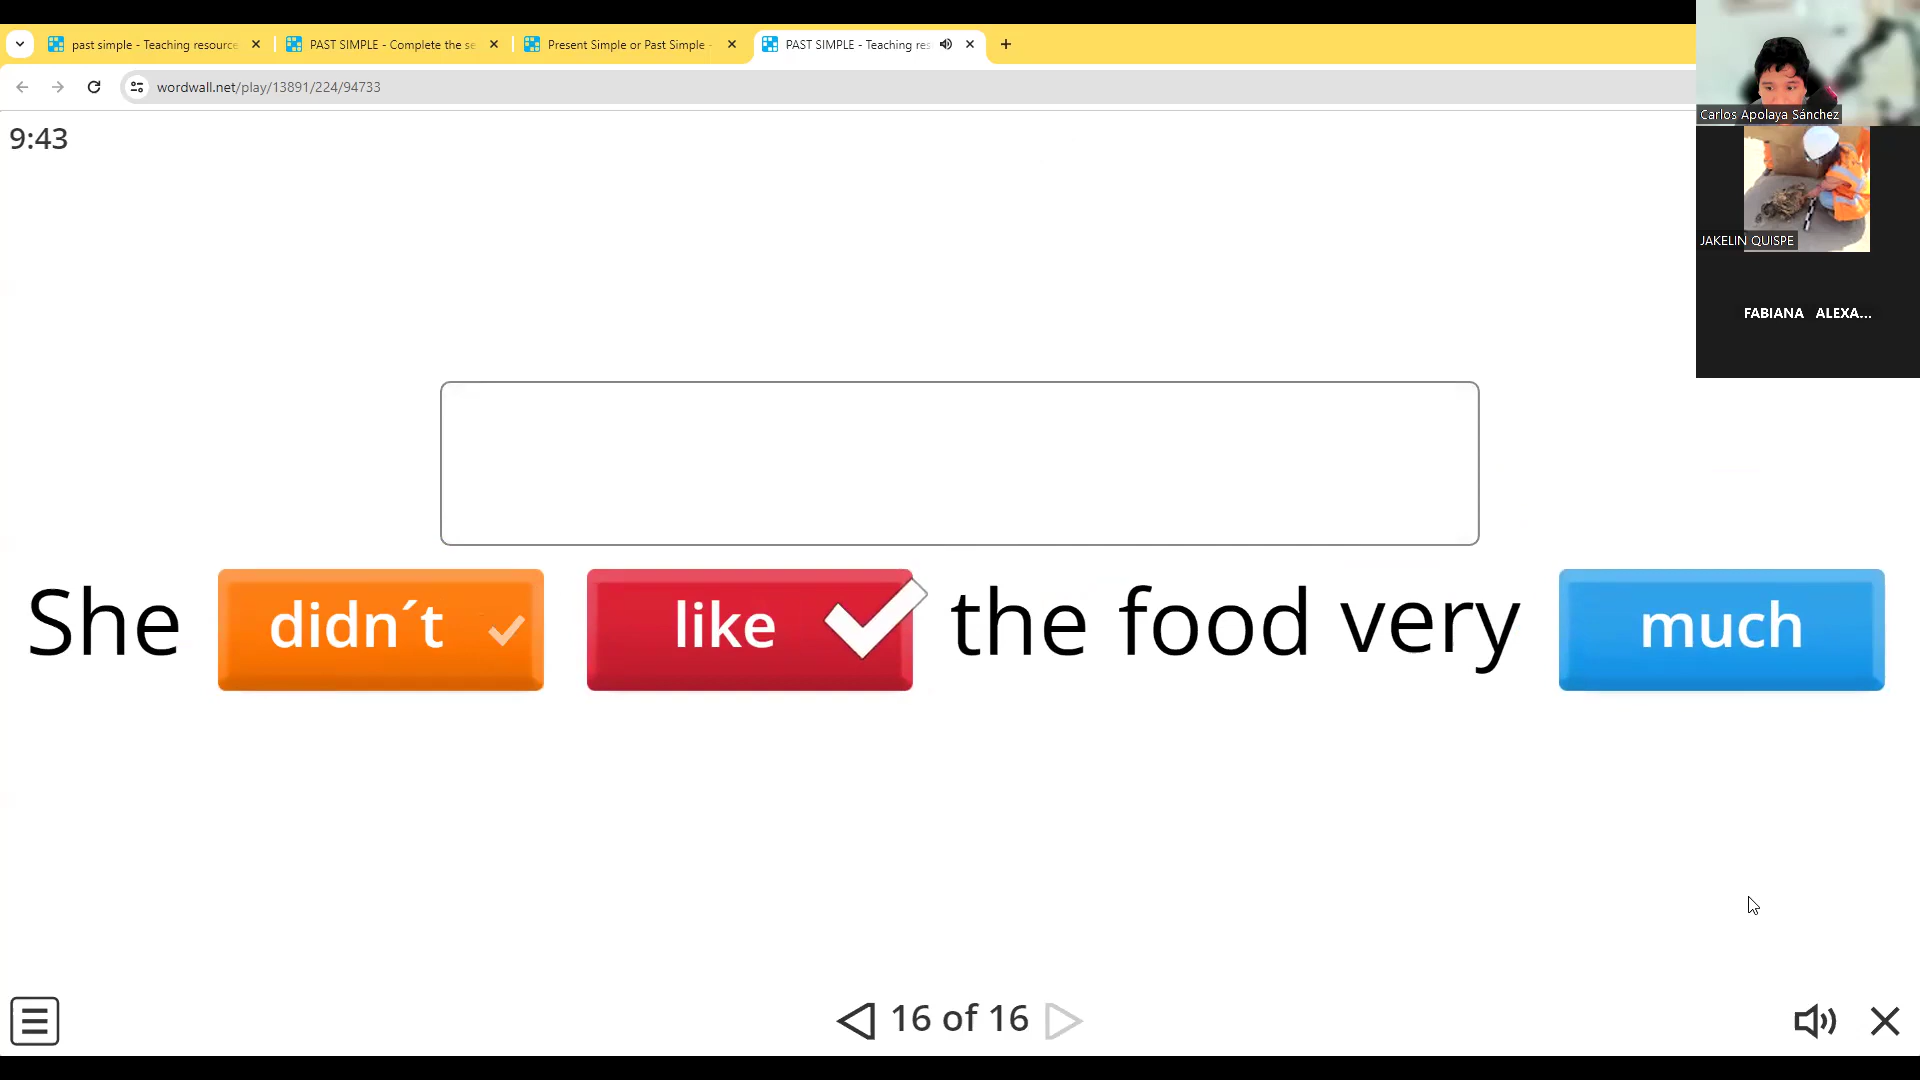 past simple - Teaching resource
PAST SIMPLE - Complete the se
Present Simple or Past Simple -
PAST SIMPLE - Teaching res
wordwall.net/play/13891/224/94733
9:43
Carlos Apolaya Sánchez
JAKELIN QUISPE
FABIANA ALEXA...
She didn´t like the food very much
16 of 16